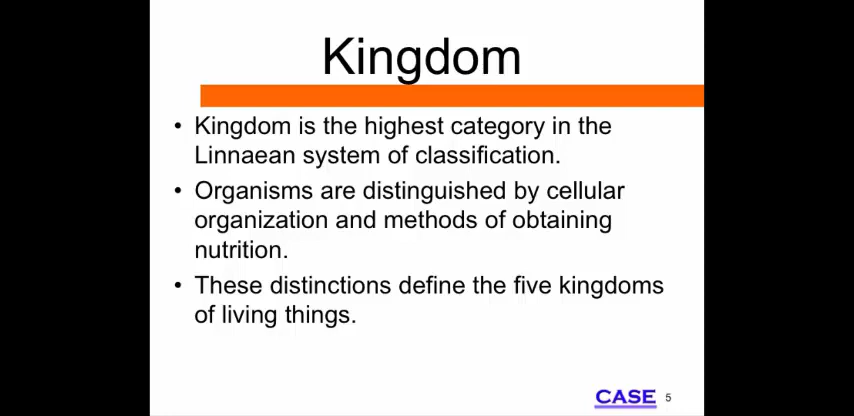 Kingdom
• Kingdom is the highest category in the
Linnaean system of classification.
• Organisms are distinguished by cellular
organization and methods of obtaining
nutrition.
• These distinctions define the five kingdoms
of living things.
CASE 5